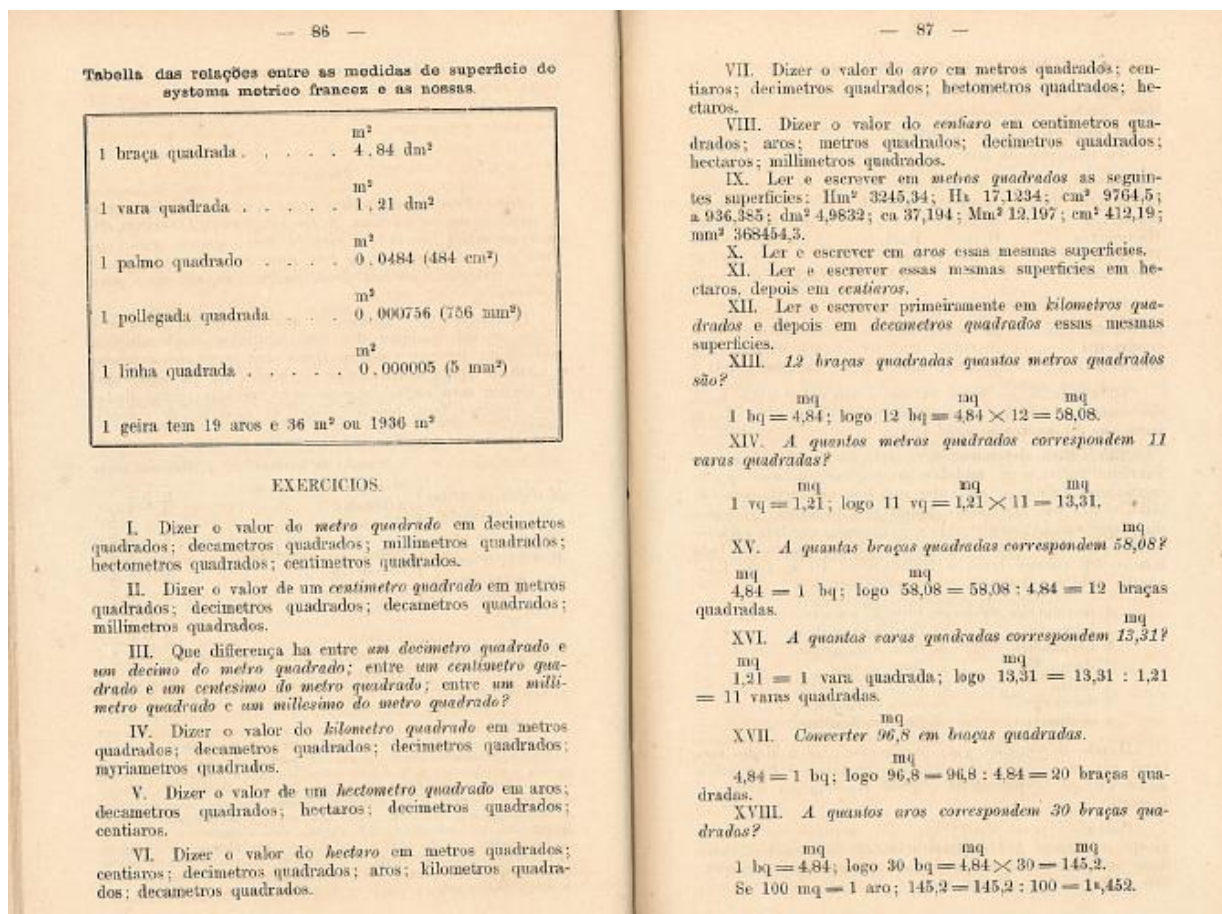 — 86 —
Tabella das relações entre as medidas de superficie do
systema metrico francez e as nossas.
m²
1 braça quadrada . . . . . 4.84 dm²
m²
1 vara quadrada . . . . . 1.21 dm²
m²
1 palmo quadrado . . . . 0.0484 (484 cm²)
m²
1 pollegada quadrada . . . 0.000756 (756 mm²)
m²
1 linha quadrada . . . . . 0.000005 (5 mm²)
1 geira tem 19 aros e 36 m² ou 1936 m²
EXERCICIOS.
I. Dizer o valor do metro quadrado em decimetros
quadrados; decametros quadrados; millimetros quadrados;
hectometros quadrados; centimetros quadrados.
II. Dizer o valor de um centimetro quadrado em metros
quadrados; decimetros quadrados; decametros quadrados;
millimetros quadrados.
III. Que differença ha entre um decimetro quadrado e
um decimo do metro quadrado; entre um centimetro qua-
drado e um centesimo do metro quadrado; entre um milli-
metro quadrado e um millesimo do metro quadrado?
IV. Dizer o valor do kilometro quadrado em metros
quadrados; decametros quadrados; decimetros quadrados;
myriametros quadrados.
V. Dizer o valor de um hectometro quadrado em aros;
decametros quadrados; hectaros; decimetros quadrados;
centiaros.
VI. Dizer o valor do hectaro em metros quadrados;
centiaros; decimetros quadrados; aros; kilometros quadra-
dos; decametros quadrados.
— 87 —
VII. Dizer o valor do aro em metros quadrados; cen-
tiaros; decimetros quadrados; hectometros quadrados; he-
ctaros.
VIII. Dizer o valor do centiaro em centimetros qua-
drados; aros; metros quadrados; decimetros quadrados;
hectaros; millimetros quadrados.
IX. Ler e escrever em metros quadrados as seguin-
tes superficies: Hm² 3245,34; Ha 17,1234; cm² 9764,5;
a 936,385; dm² 4,9832; ca 37,194; Mm² 12,197; cm² 412,19;
mm² 368454,3.
X. Ler e escrever em aros essas mesmas superficies.
XI. Ler e escrever essas mesmas superficies em he-
ctaros, depois em centiaros.
XII. Ler e escrever primeiramente em kilometros qua-
drados e depois em decametros quadrados essas mesmas
superficies.
XIII. 12 braças quadradas quantos metros quadrados
são?
mq mq mq
1 bq = 4,84; logo 12 bq = 4,84 × 12 = 58,08.
XIV. A quantos metros quadrados correspondem 11
varas quadradas?
mq mq mq
1 vq = 1,21; logo 11 vq = 1,21 × 11 = 13,31.
mq
XV. A quantas braças quadradas correspondem 58,08?
mq mq
4,84 = 1 bq; logo 58,08 = 58,08 : 4,84 = 12 braças
quadradas.
mq
XVI. A quantas varas quadradas correspondem 13,31?
mq mq
1,21 = 1 vara quadrada; logo 13,31 = 13,31 : 1,21
= 11 varas quadradas.
mq
XVII. Converter 96,8 em braças quadradas.
mq
4,84 = 1 bq; logo 96,8 = 96,8 : 4,84 = 20 braças qua-
dradas.
XVIII. A quantos aros correspondem 30 braças qua-
dradas?
mq mq mq
1 bq = 4,84; logo 30 bq = 4,84 × 30 = 145,2.
Se 100 mq = 1 aro; 145,2 = 145,2 : 100 = 1ª,452.